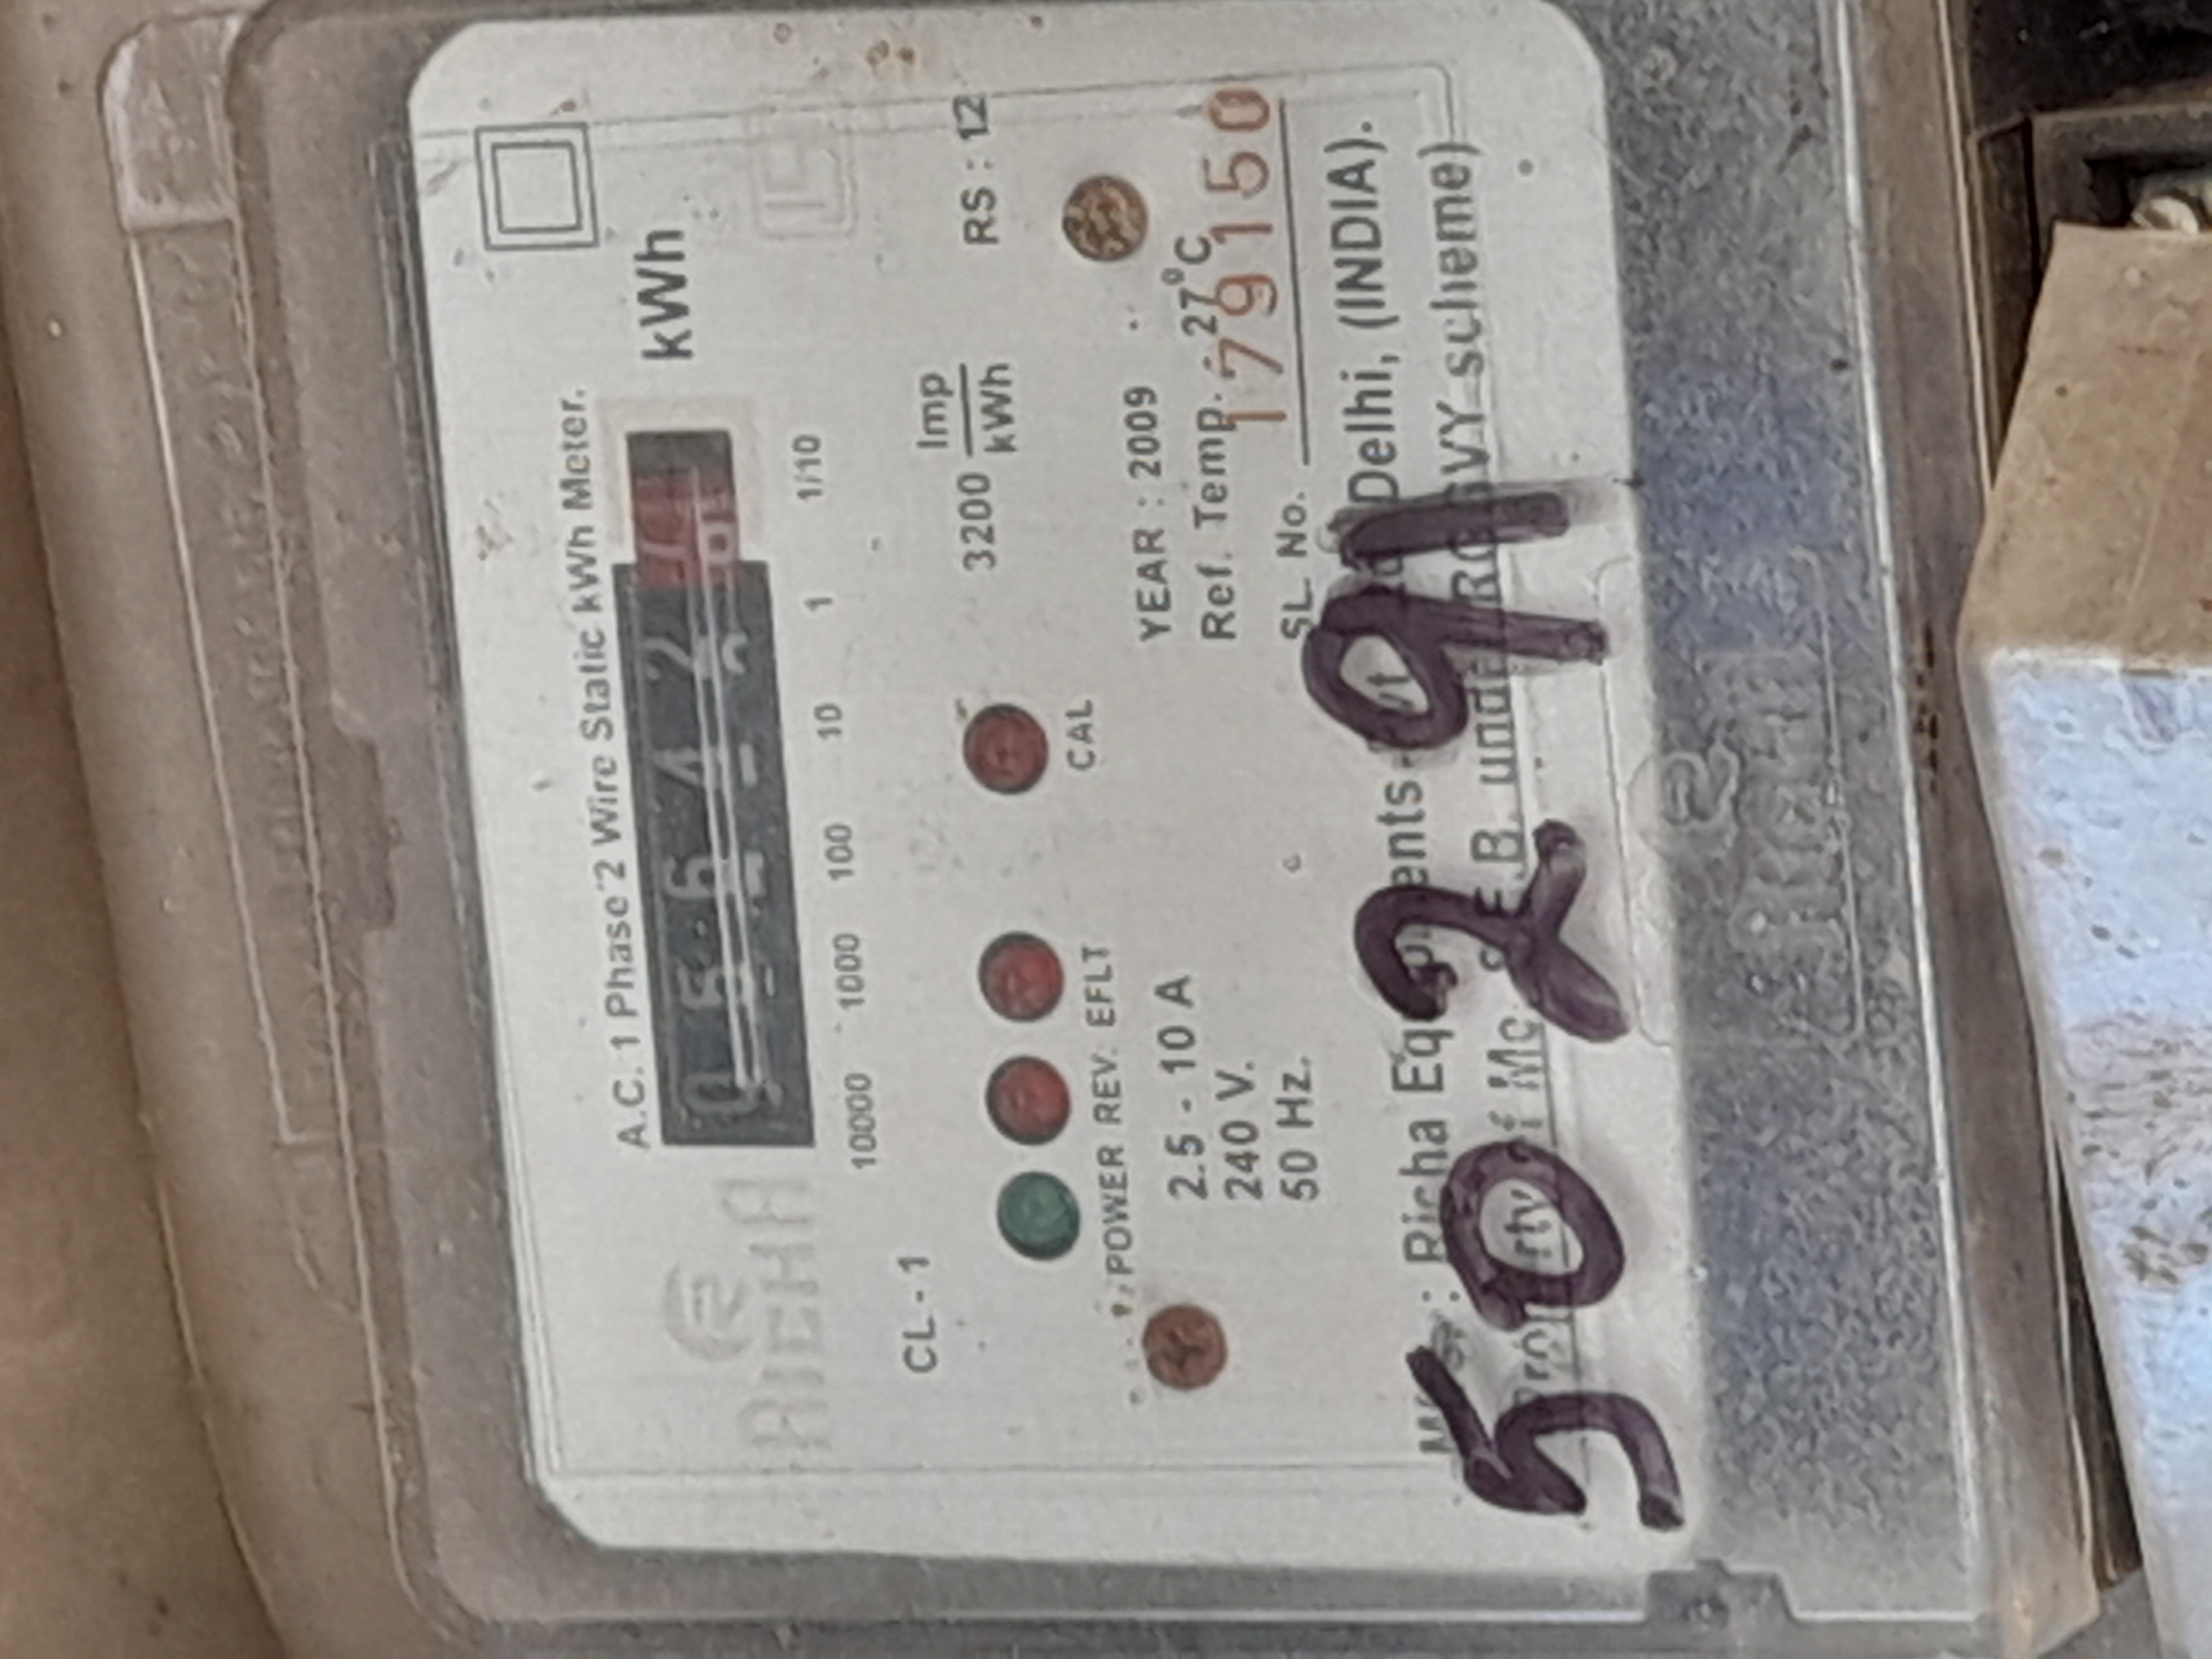 A.C. 1 Phase 2 Wire Static kWh Meter.
kWh
10000 1000 100 10 1 1/10
RICHA
CL - 1
3200 Imp/kWh
RS : 12
POWER REV. EFLT
CAL
2.5 - 10 A
240 V.
50 Hz.
YEAR : 2009
Ref. Temp. : 27°C
SL. No. 179150
: Richa Delhi, (INDIA).
scheme)
50291